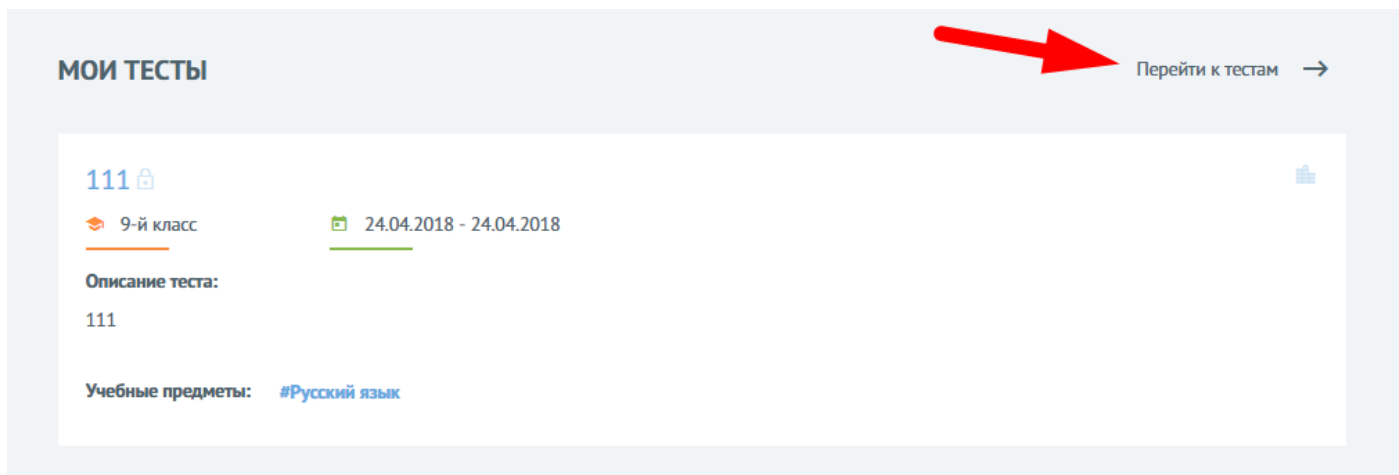 МОИ ТЕСТЫ
Перейти к тестам
111
9-й класс
24.04.2018 - 24.04.2018
Описание теста:
111
Учебные предметы: #Русский язык